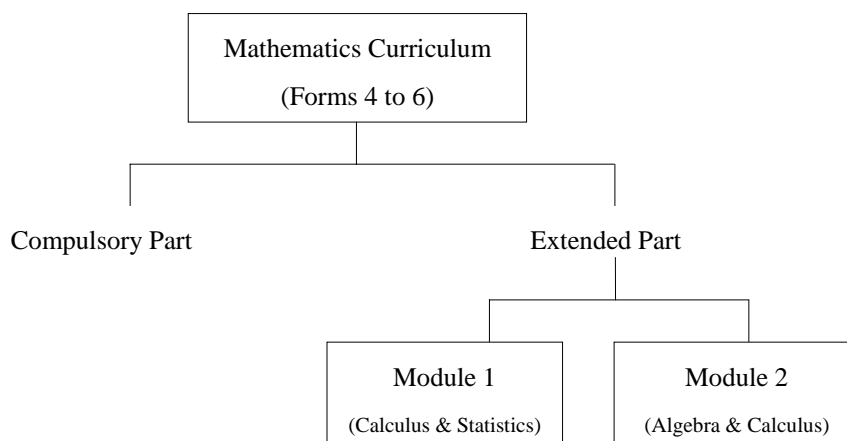 Mathematics Curriculum
(Forms 4 to 6)
Compulsory Part
Extended Part
Module 1
(Calculus & Statistics)
Module 2
(Algebra & Calculus)